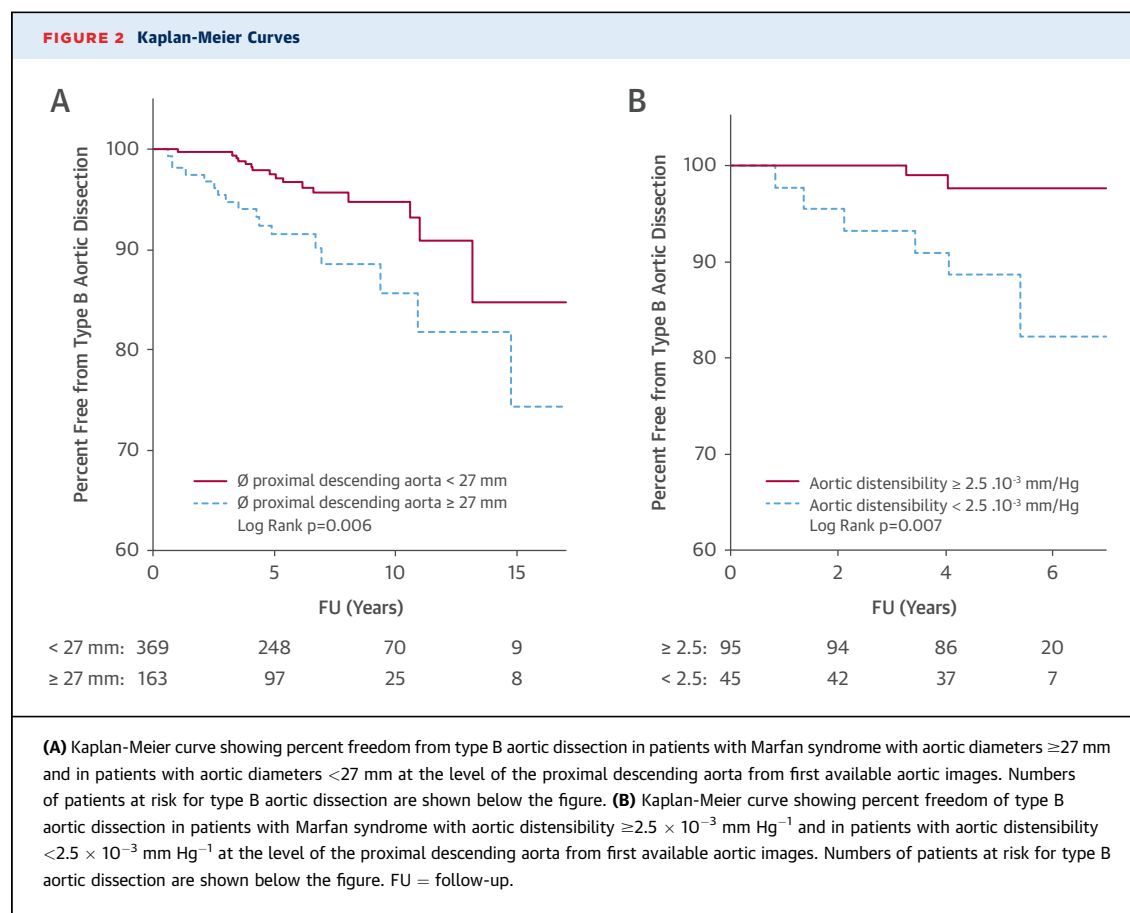 FIGURE 2 Kaplan-Meier Curves
A
Percent Free from Type B Aortic Dissection
100
90
80
70
60
Ø proximal descending aorta < 27 mm
Ø proximal descending aorta ≥ 27 mm
Log Rank p=0.006
0 5 10 15
FU (Years)
< 27 mm: 369 248 70 9
≥ 27 mm: 163 97 25 8
B
Percent Free from Type B Aortic Dissection
100
90
80
70
60
Aortic distensibility ≥ 2.5 .10⁻³ mm/Hg
Aortic distensibility < 2.5 .10⁻³ mm/Hg
Log Rank p=0.007
0 2 4 6
FU (Years)
≥ 2.5: 95 94 86 20
< 2.5: 45 42 37 7
(A) Kaplan-Meier curve showing percent freedom from type B aortic dissection in patients with Marfan syndrome with aortic diameters ≥27 mm
and in patients with aortic diameters <27 mm at the level of the proximal descending aorta from first available aortic images. Numbers
of patients at risk for type B aortic dissection are shown below the figure. (B) Kaplan-Meier curve showing percent freedom of type B
aortic dissection in patients with Marfan syndrome with aortic distensibility ≥2.5 × 10⁻³ mm Hg⁻¹ and in patients with aortic distensibility
<2.5 × 10⁻³ mm Hg⁻¹ at the level of the proximal descending aorta from first available aortic images. Numbers of patients at risk for type B
aortic dissection are shown below the figure. FU = follow-up.